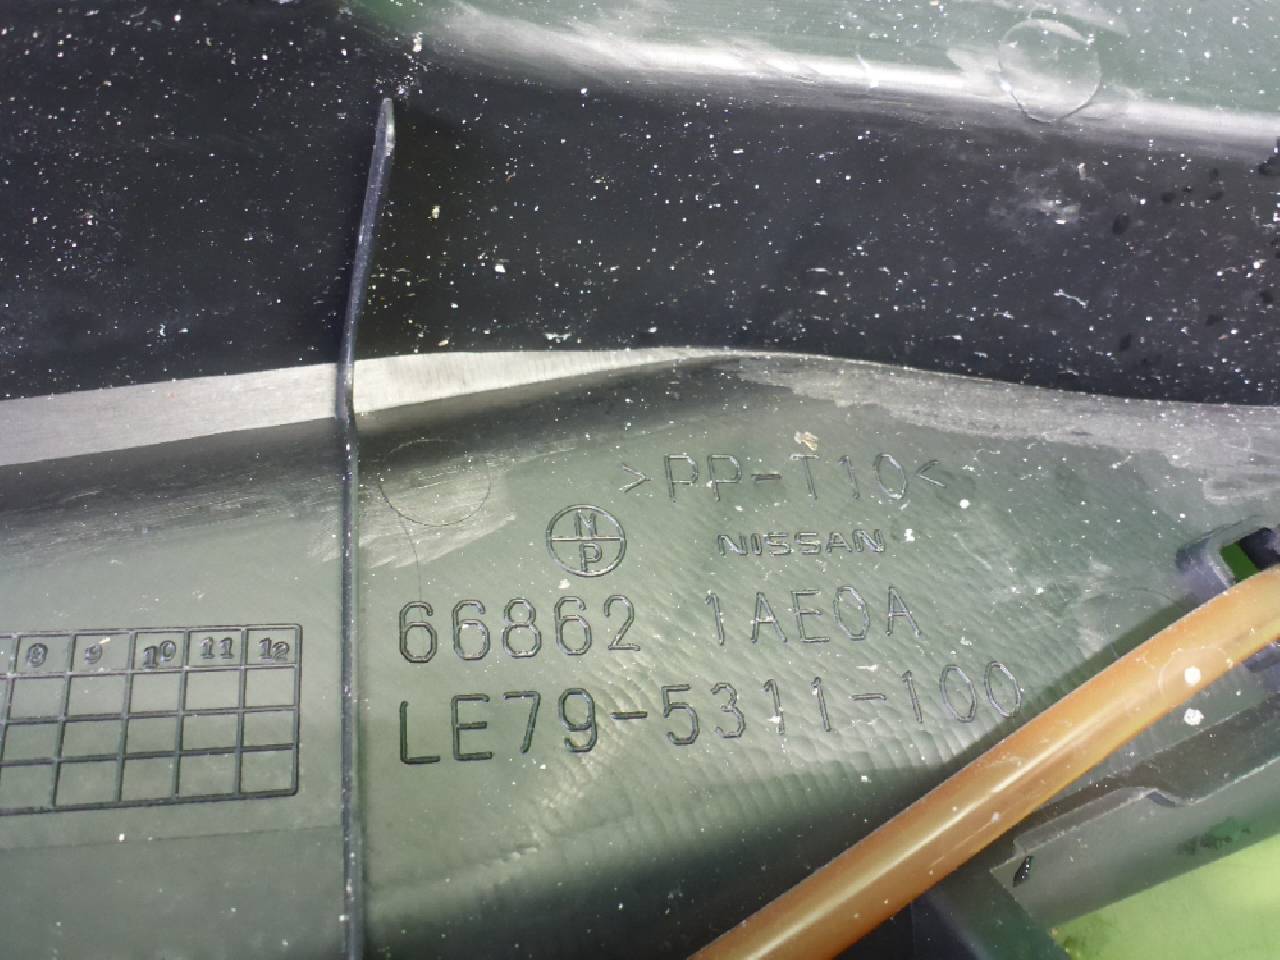 >PP-T10<
M
P
NISSAN
66862 1AE0A
LE79-5311-100
8 9 10 11 12